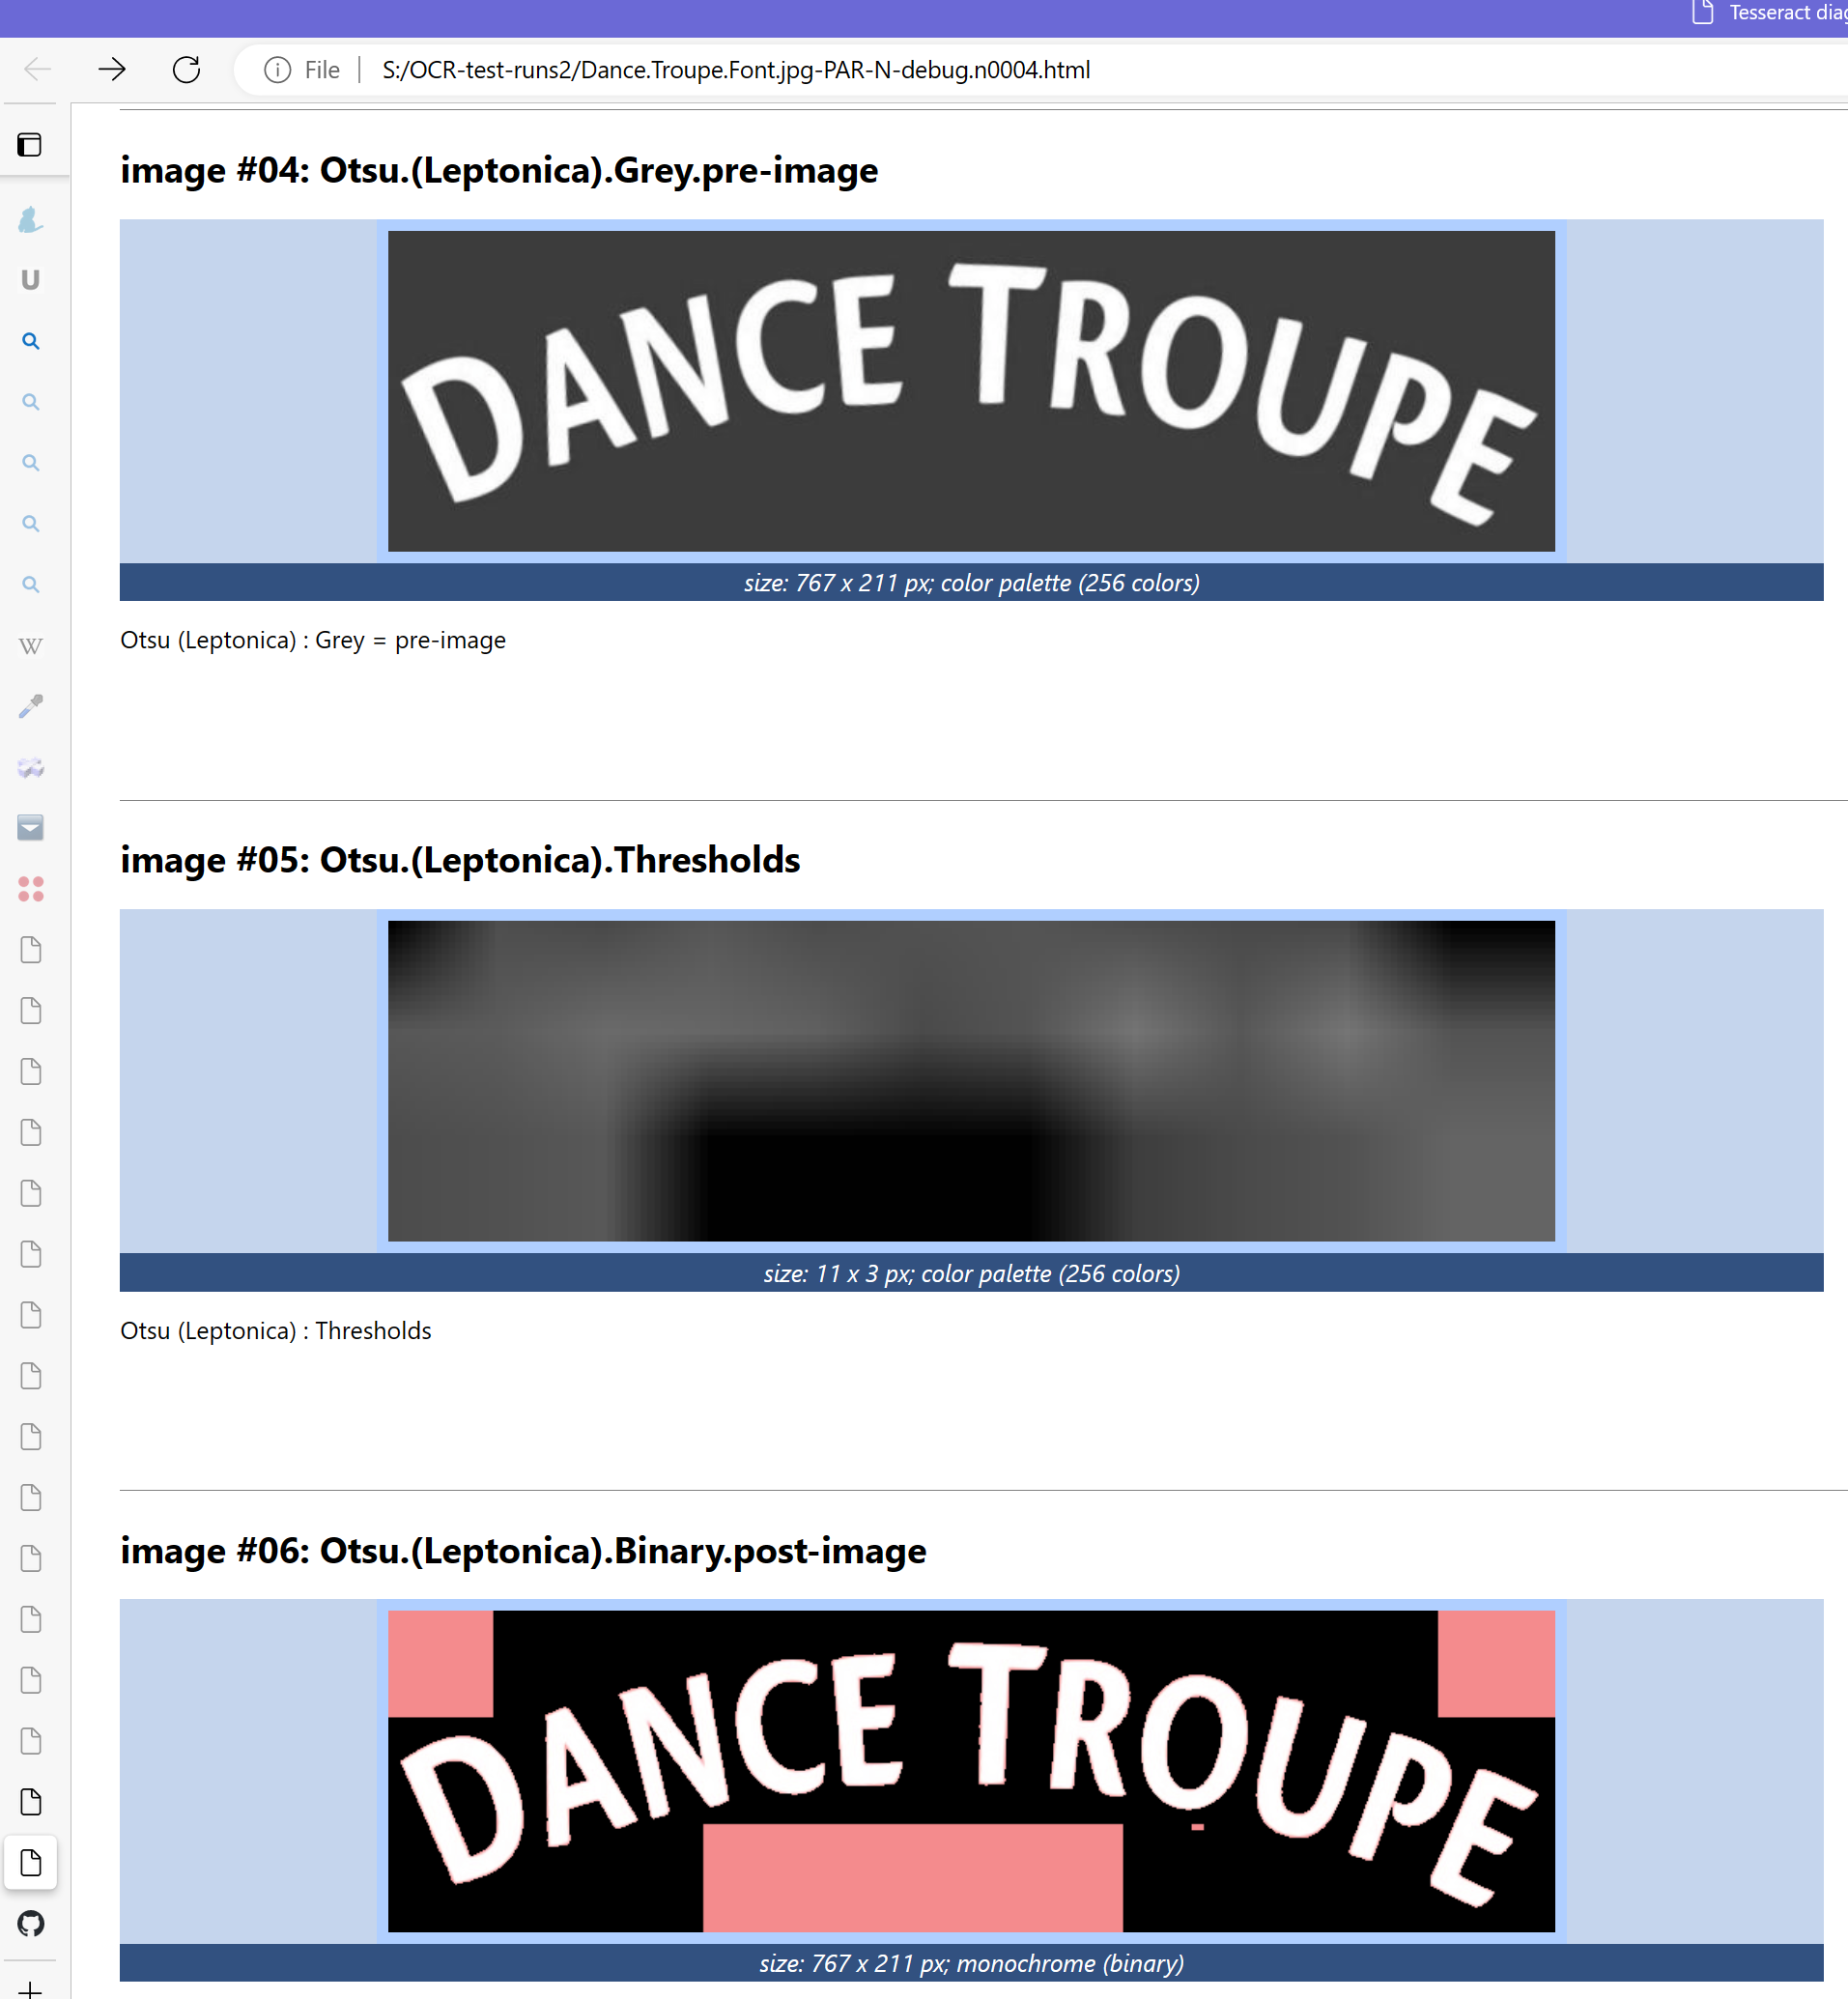 Tesseract diag
File
S:/OCR-test-runs2/Dance.Troupe.Font.jpg-PAR-N-debug.n0004.html
image #04: Otsu.(Leptonica).Grey.pre-image
DANCE TROUPE
size: 767 x 211 px; color palette (256 colors)
Otsu (Leptonica) : Grey = pre-image
image #05: Otsu.(Leptonica).Thresholds
size: 11 x 3 px; color palette (256 colors)
Otsu (Leptonica) : Thresholds
image #06: Otsu.(Leptonica).Binary.post-image
DANCE TROUPE
size: 767 x 211 px; monochrome (binary)
U
W